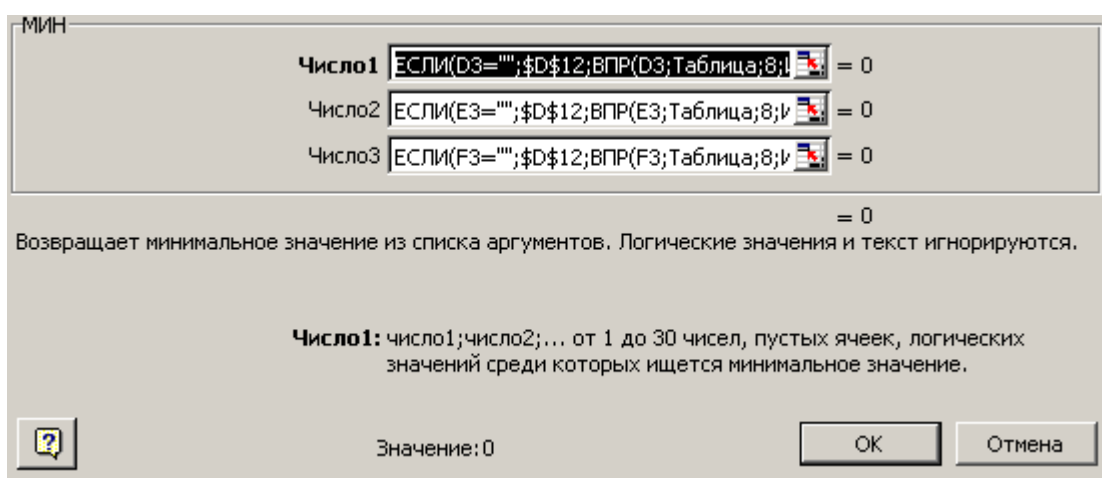 МИН
Число1 ЕСЛИ(D3="";$D$12;ВПР(D3;Таблица;8; = 0
Число2 ЕСЛИ(E3="";$D$12;ВПР(E3;Таблица;8;И = 0
Число3 ЕСЛИ(F3="";$D$12;ВПР(F3;Таблица;8;И = 0
= 0
Возвращает минимальное значение из списка аргументов. Логические значения и текст игнорируются.
Число1: число1;число2;... от 1 до 30 чисел, пустых ячеек, логических
значений среди которых ищется минимальное значение.
Значение:0 OK Отмена